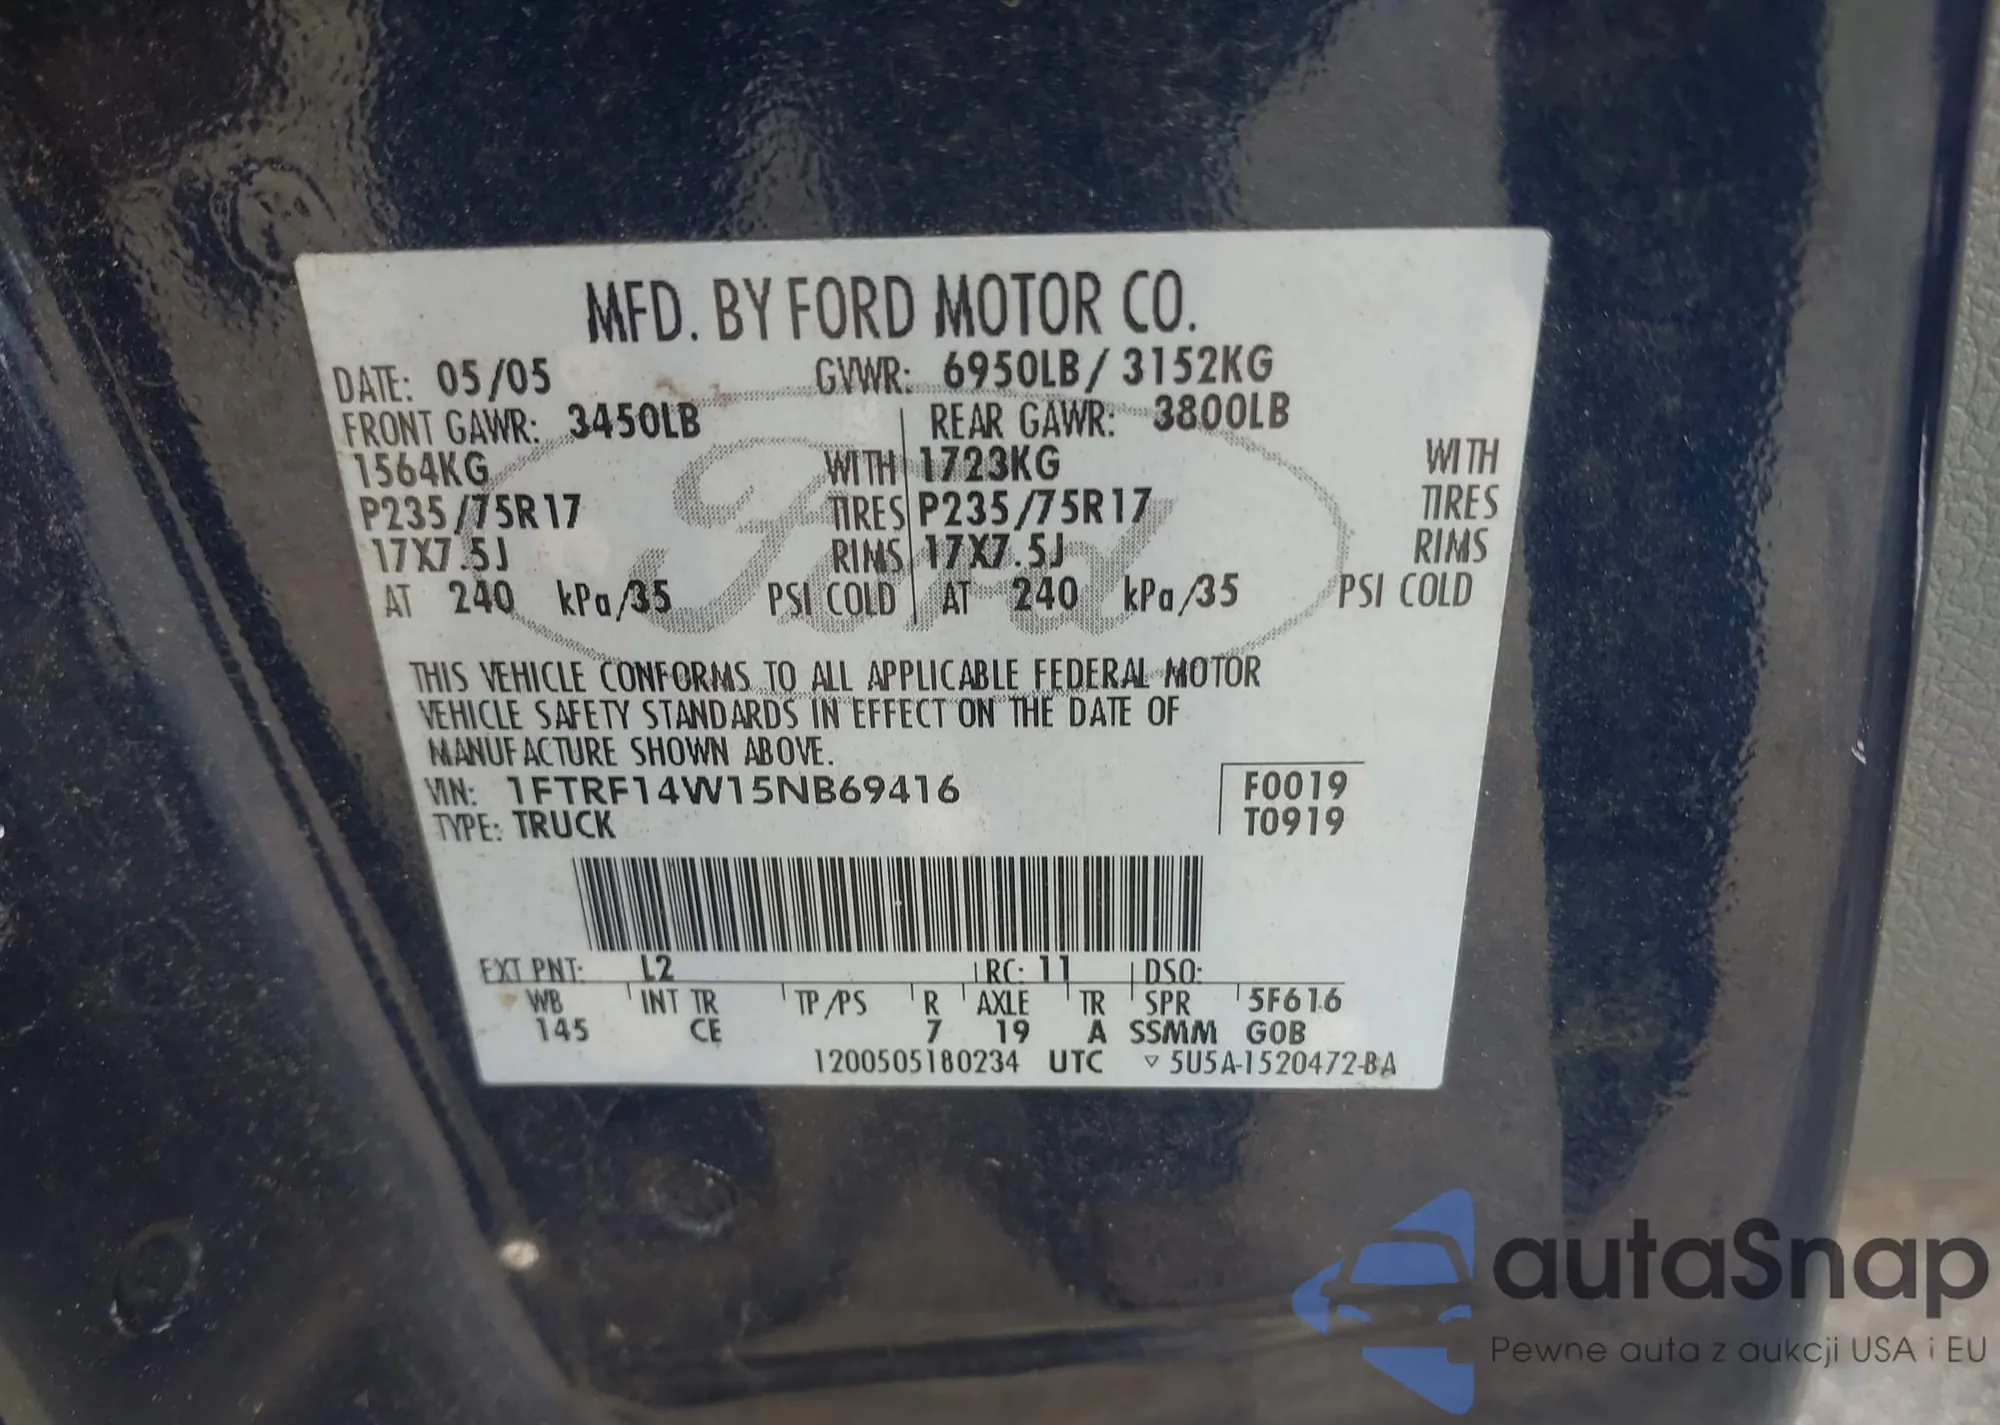 MFD. BY FORD MOTOR CO.
DATE: 05/05 GVWR: 6950LB / 3152KG
FRONT GAWR: 3450LB REAR GAWR: 3800LB
1564KG WITH 1723KG WITH
P235/75R17 TIRES P235/75R17 TIRES
17X7.5J RIMS 17X7.5J RIMS
AT 240 kPa/35 PSI COLD AT 240 kPa/35 PSI COLD
Ford
THIS VEHICLE CONFORMS TO ALL APPLICABLE FEDERAL MOTOR
VEHICLE SAFETY STANDARDS IN EFFECT ON THE DATE OF
MANUFACTURE SHOWN ABOVE.
VIN: 1FTRF14W15NB69416 F0019
TYPE: TRUCK T0919
EXT PNT: L2 RC: 11 DSO:
WB INT TR TP/PS R AXLE TR SPR 5F616
145 CE 7 19 A SSMM GOB
1200505180234 UTC ▽ 5U5A-1520472-BA
autaSnap
Pewne auta z aukcji USA i EU